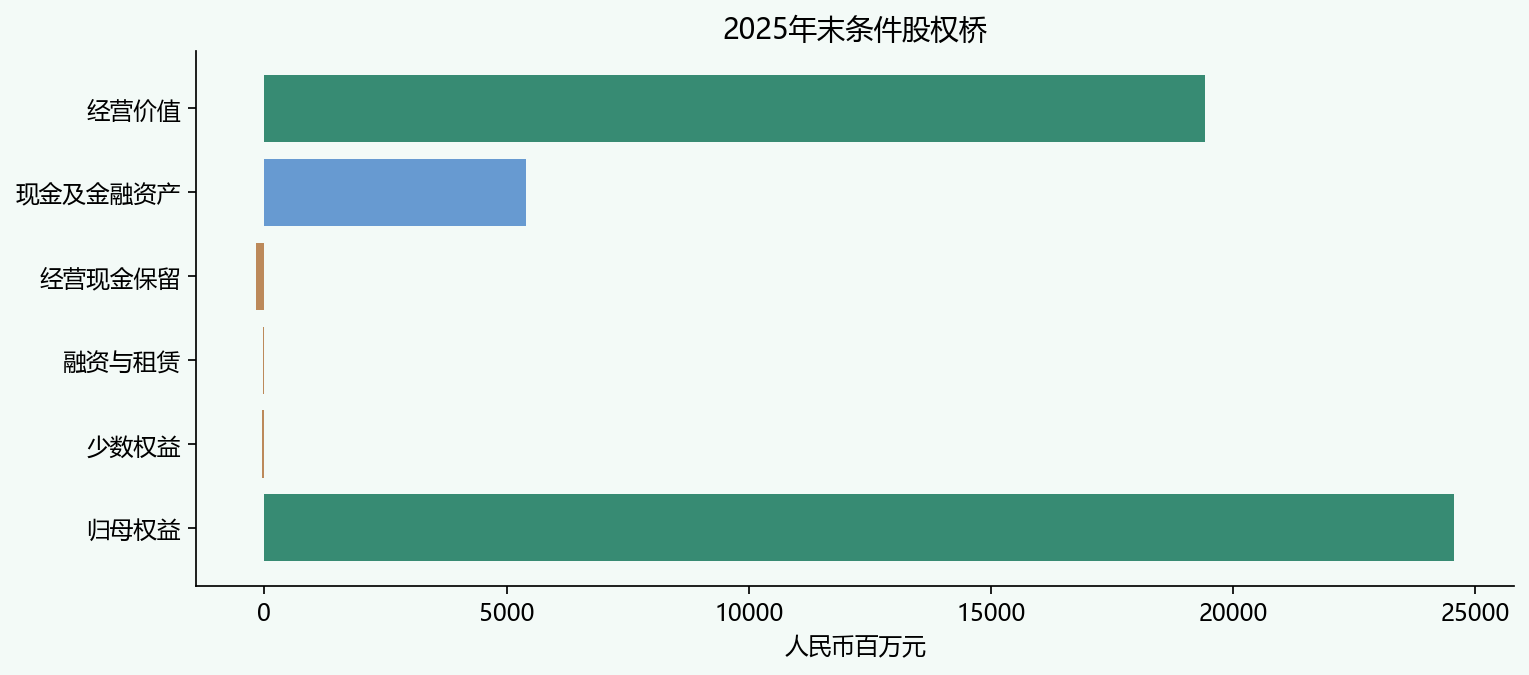 2025年末条件股权桥
经营价值
现金及金融资产
经营现金保留
融资与租赁
少数权益
归母权益
0 5000 10000 15000 20000 25000
人民币百万元